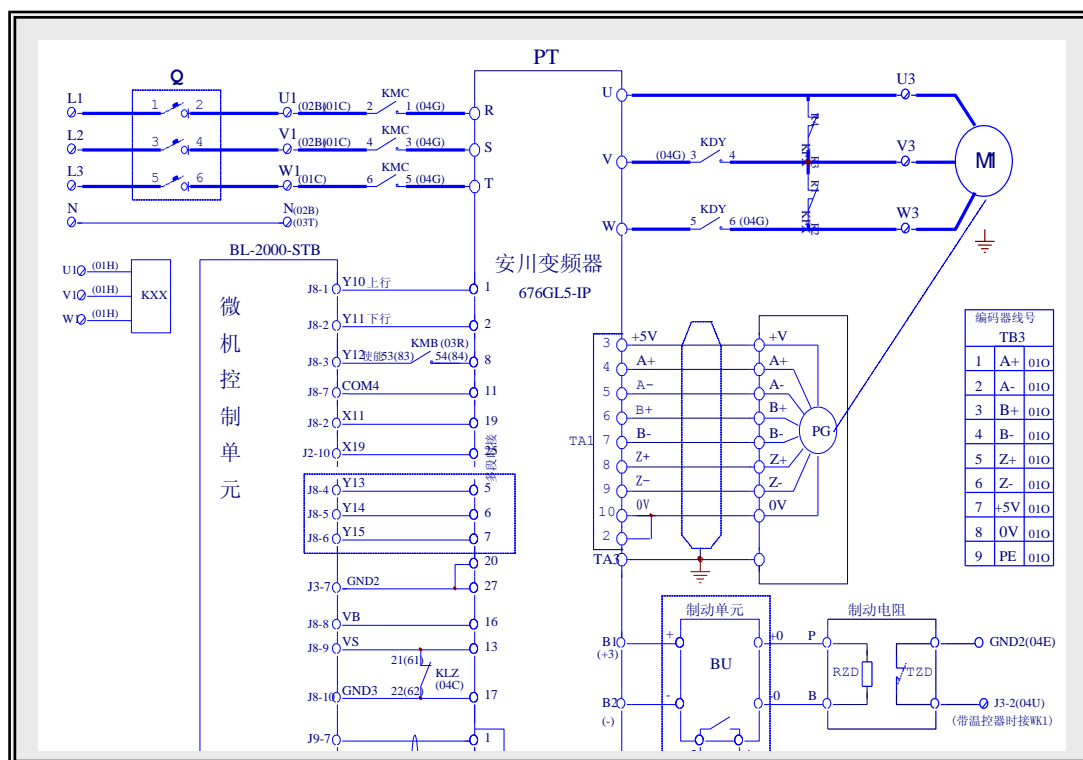 PT
Q
L1 1 2 U1 (02B)(01C) 2 KMC 1 (04G) R
L2 3 4 V1 (02B)(01C) 4 KMC 3 (04G) S
L3 5 6 W1 (01C) 6 KMC 5 (04G) T
N N (02B)
(03T)
U U3
V (04G) 3 KDY 4 V3
W 5 KDY 6 (04G) W3
M1
BL-2000-STB
微机控制单元
安川变频器
676GL5-IP
U1 (01H)
V1 (01H)
W1 (01H)
KXX
J8-1 Y10 上行 1
J8-2 Y11 下行 2
J8-3 Y12 使能 53(83) KMB (03R) 54(84) 8
J8-7 COM4 11
J8-2 X11 19
J2-10 X19 25
J8-4 Y13 5
J8-5 Y14 6
J8-6 Y15 7
20
J3-7 GND2 27
J8-8 VB 16
J8-9 VS 13
21(61) KLZ
22(62) (04C)
J8-10 GND3 17
J9-7 1
TA1
3 +5V +V
4 A+ A+
5 A- A-
6 B+ B+
7 B- B-
8 Z+ Z+
9 Z- Z-
10 0V 0V
2
TA3
PG
编码器线号
TB3
1 A+ 01O
2 A- 01O
3 B+ 01O
4 B- 01O
5 Z+ 01O
6 Z- 01O
7 +5V 01O
8 0V 01O
9 PE 01O
制动单元
制动电阻
B1 + +0 P
(+3)
BU
RZD
TZD
GND2(04E)
B2 - -0 B
(-)
J3-2(04U)
(带温控器时接WK1)